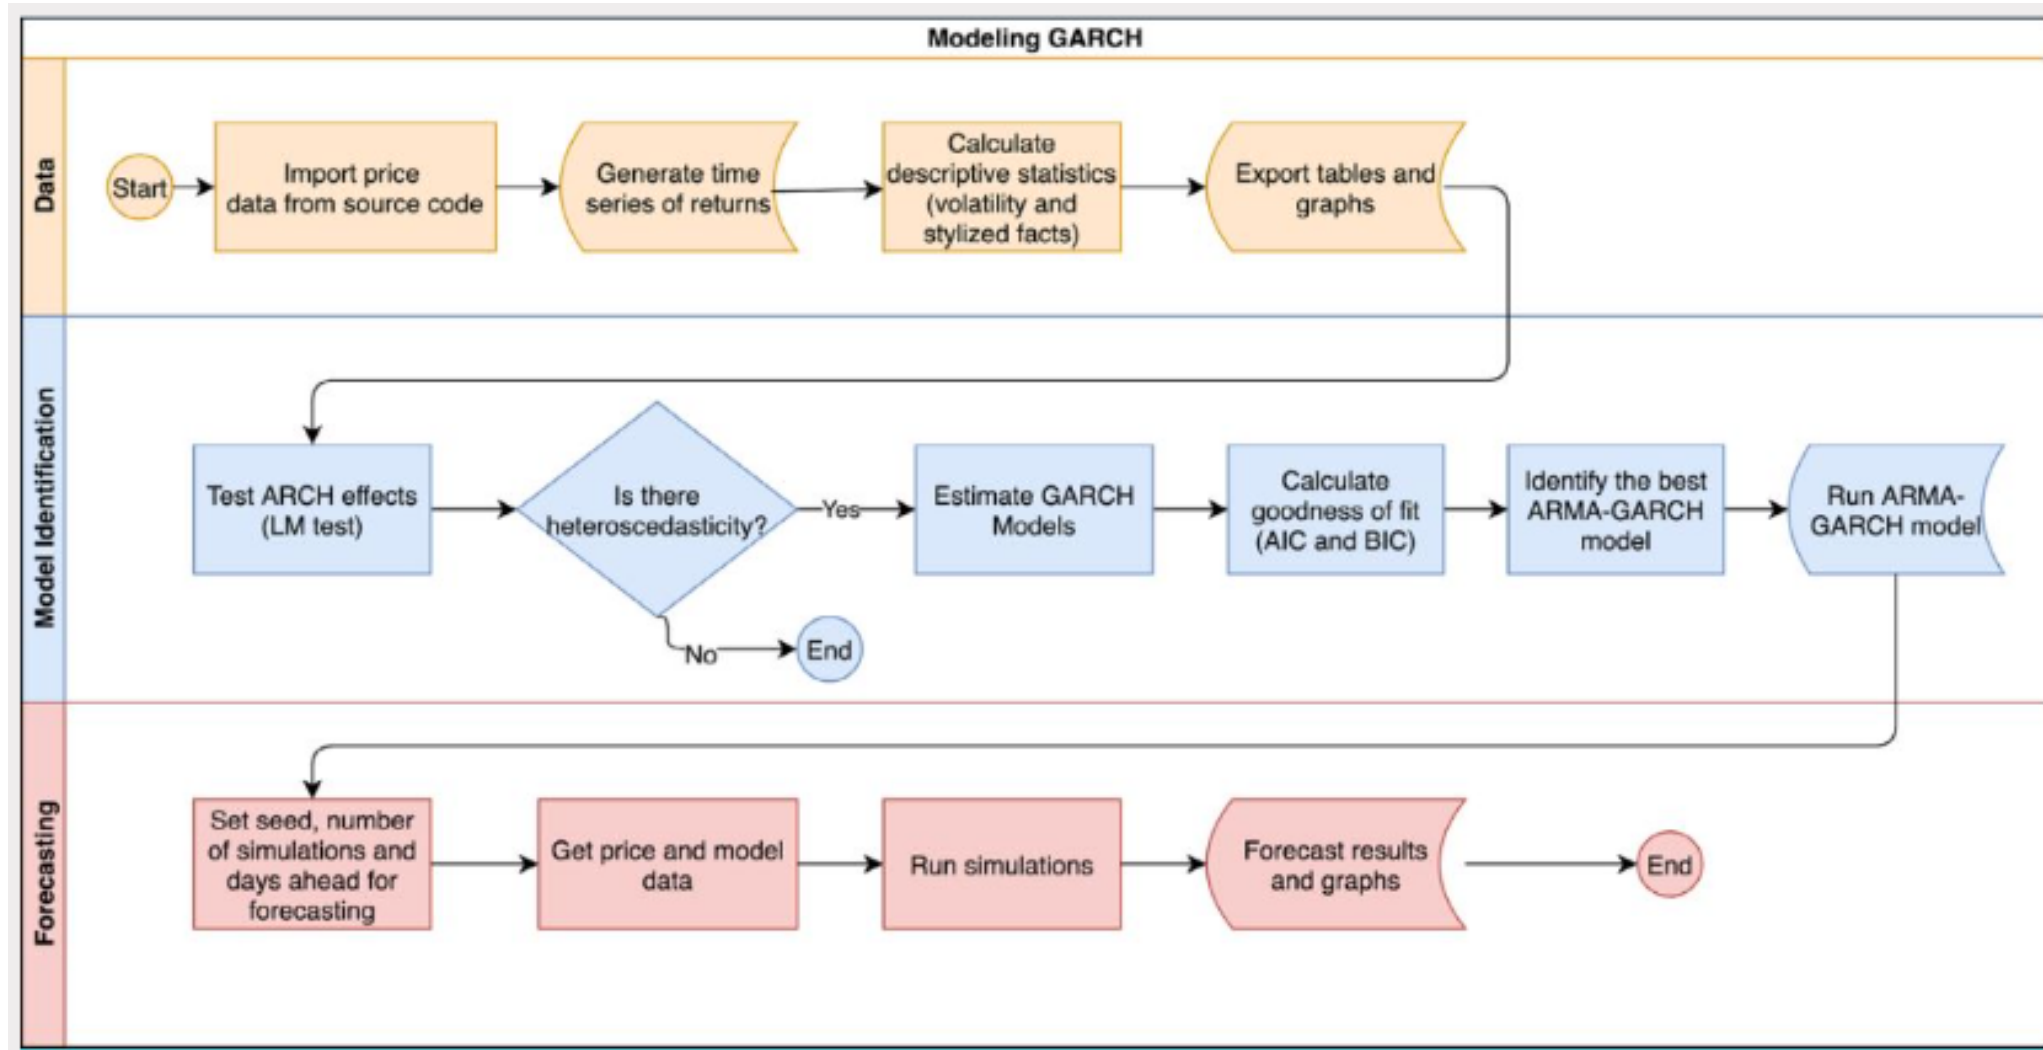 Modeling GARCH
Data
Start
Import price
data from source code
Generate time
series of returns
Calculate
descriptive statistics
(volatility and
stylized facts)
Export tables and
graphs
Model Identification
Test ARCH effects
(LM test)
Is there
heteroscedasticity?
Yes
No
End
Estimate GARCH
Models
Calculate
goodness of fit
(AIC and BIC)
Identify the best
ARMA-GARCH
model
Run ARMA-
GARCH model
Forecasting
Set seed, number
of simulations and
days ahead for
forecasting
Get price and model
data
Run simulations
Forecast results
and graphs
End